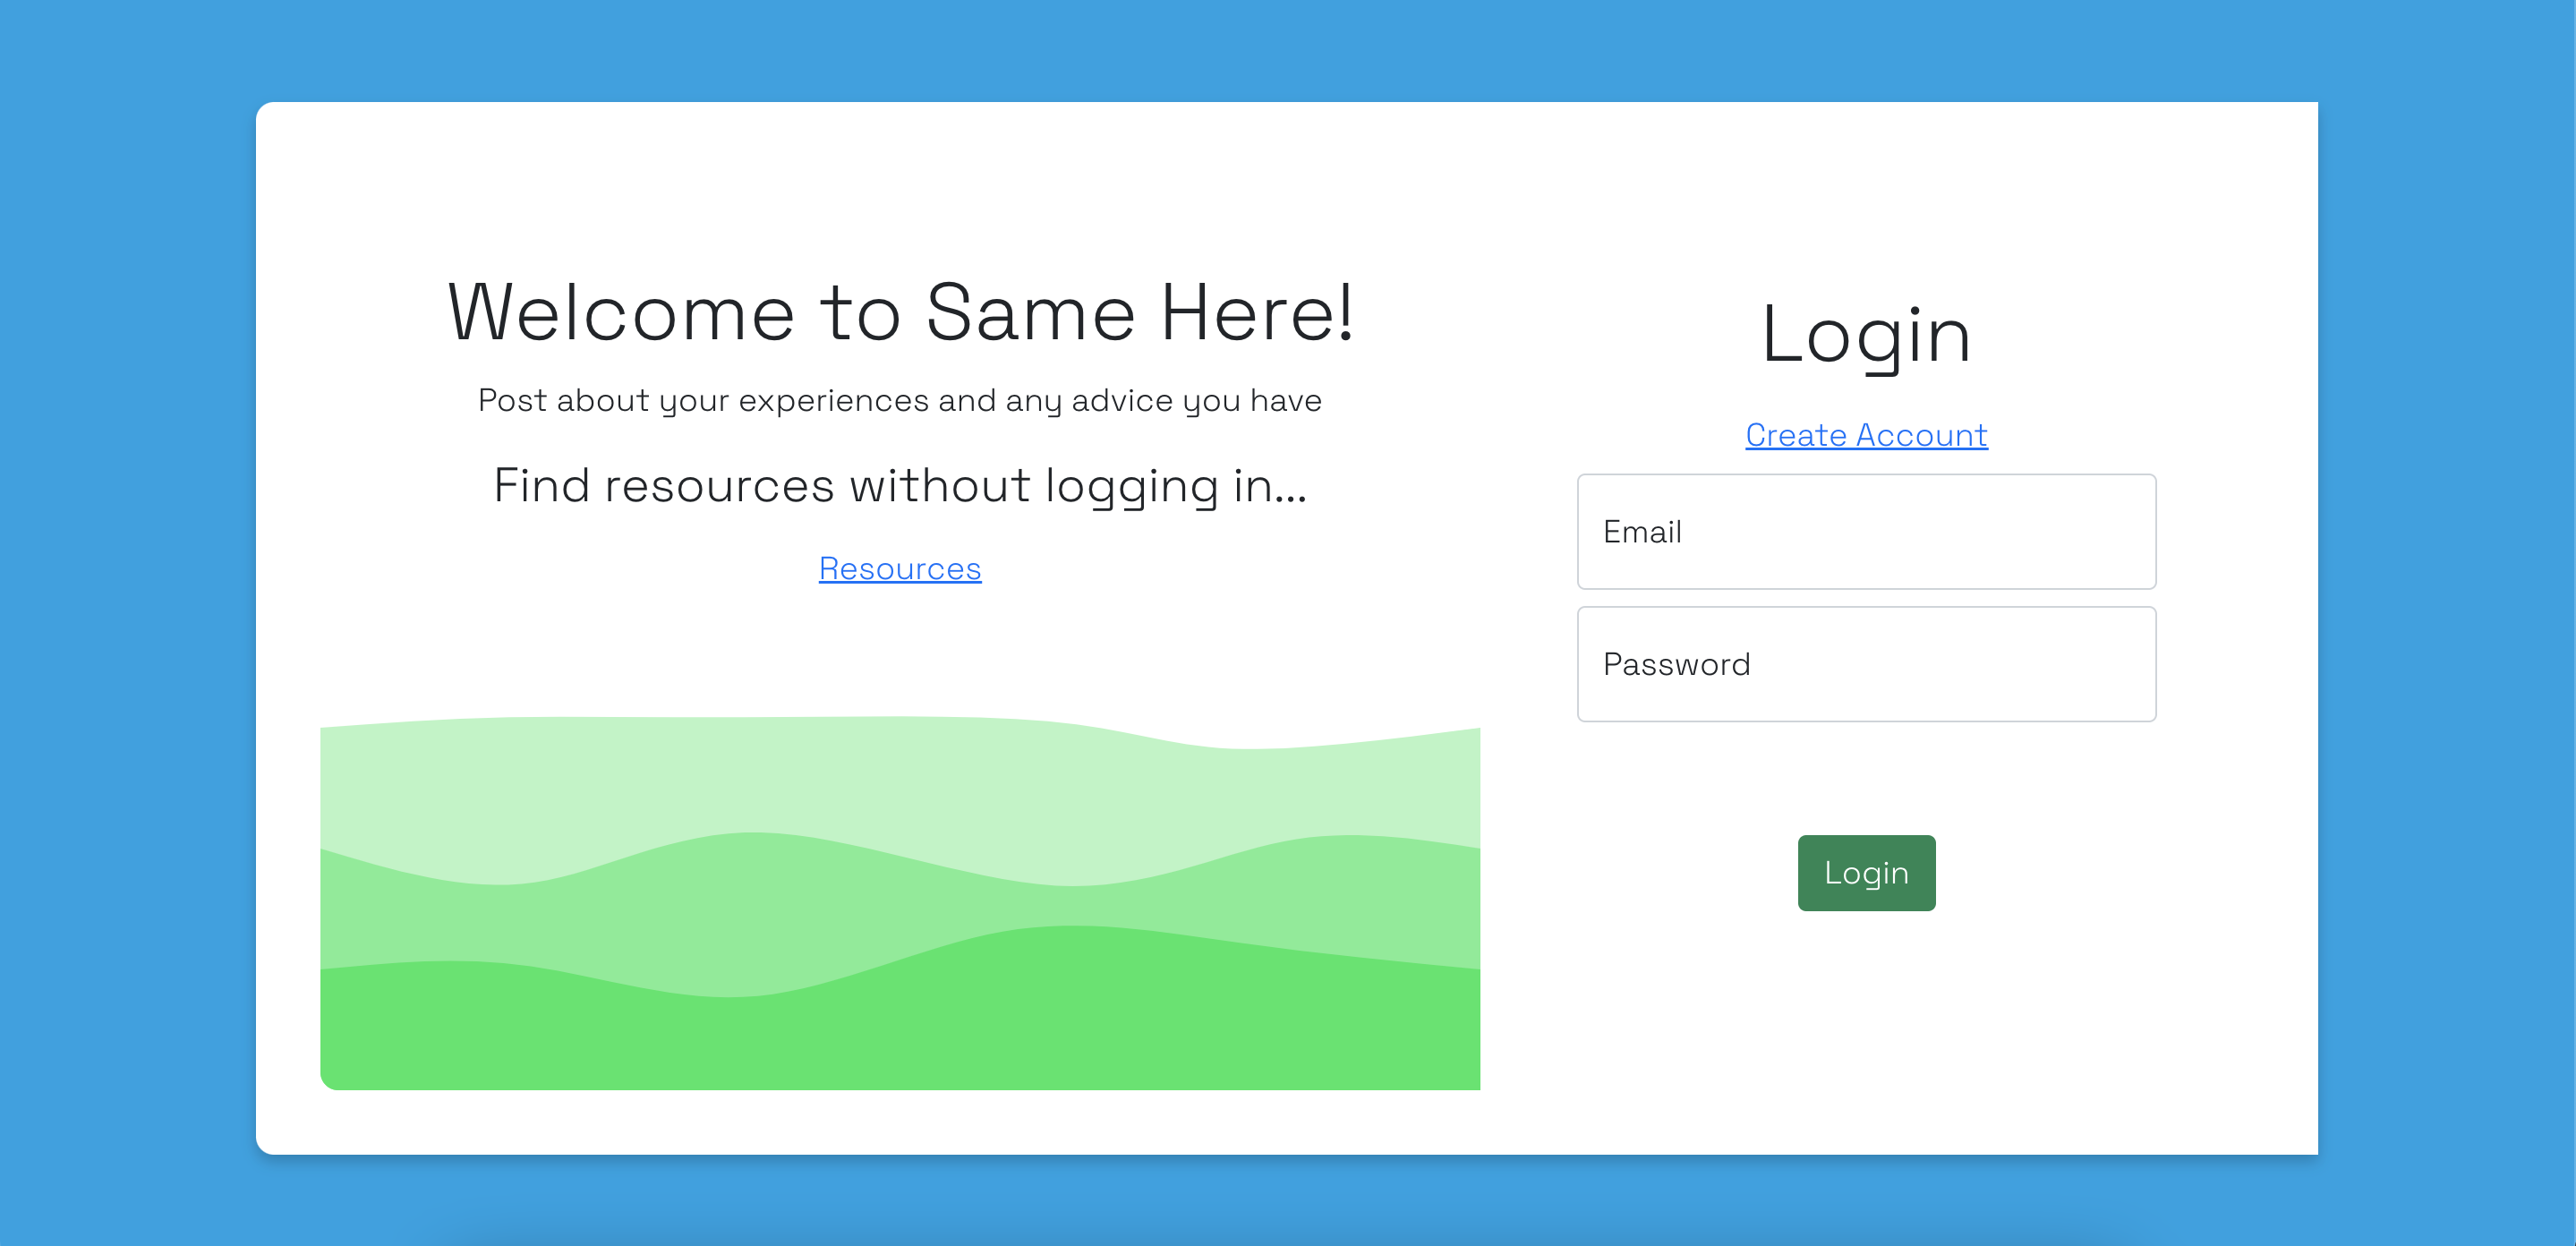 Welcome to Same Here!
Post about your experiences and any advice you have
Find resources without logging in...
Resources
Login
Create Account
Email
Password
Login